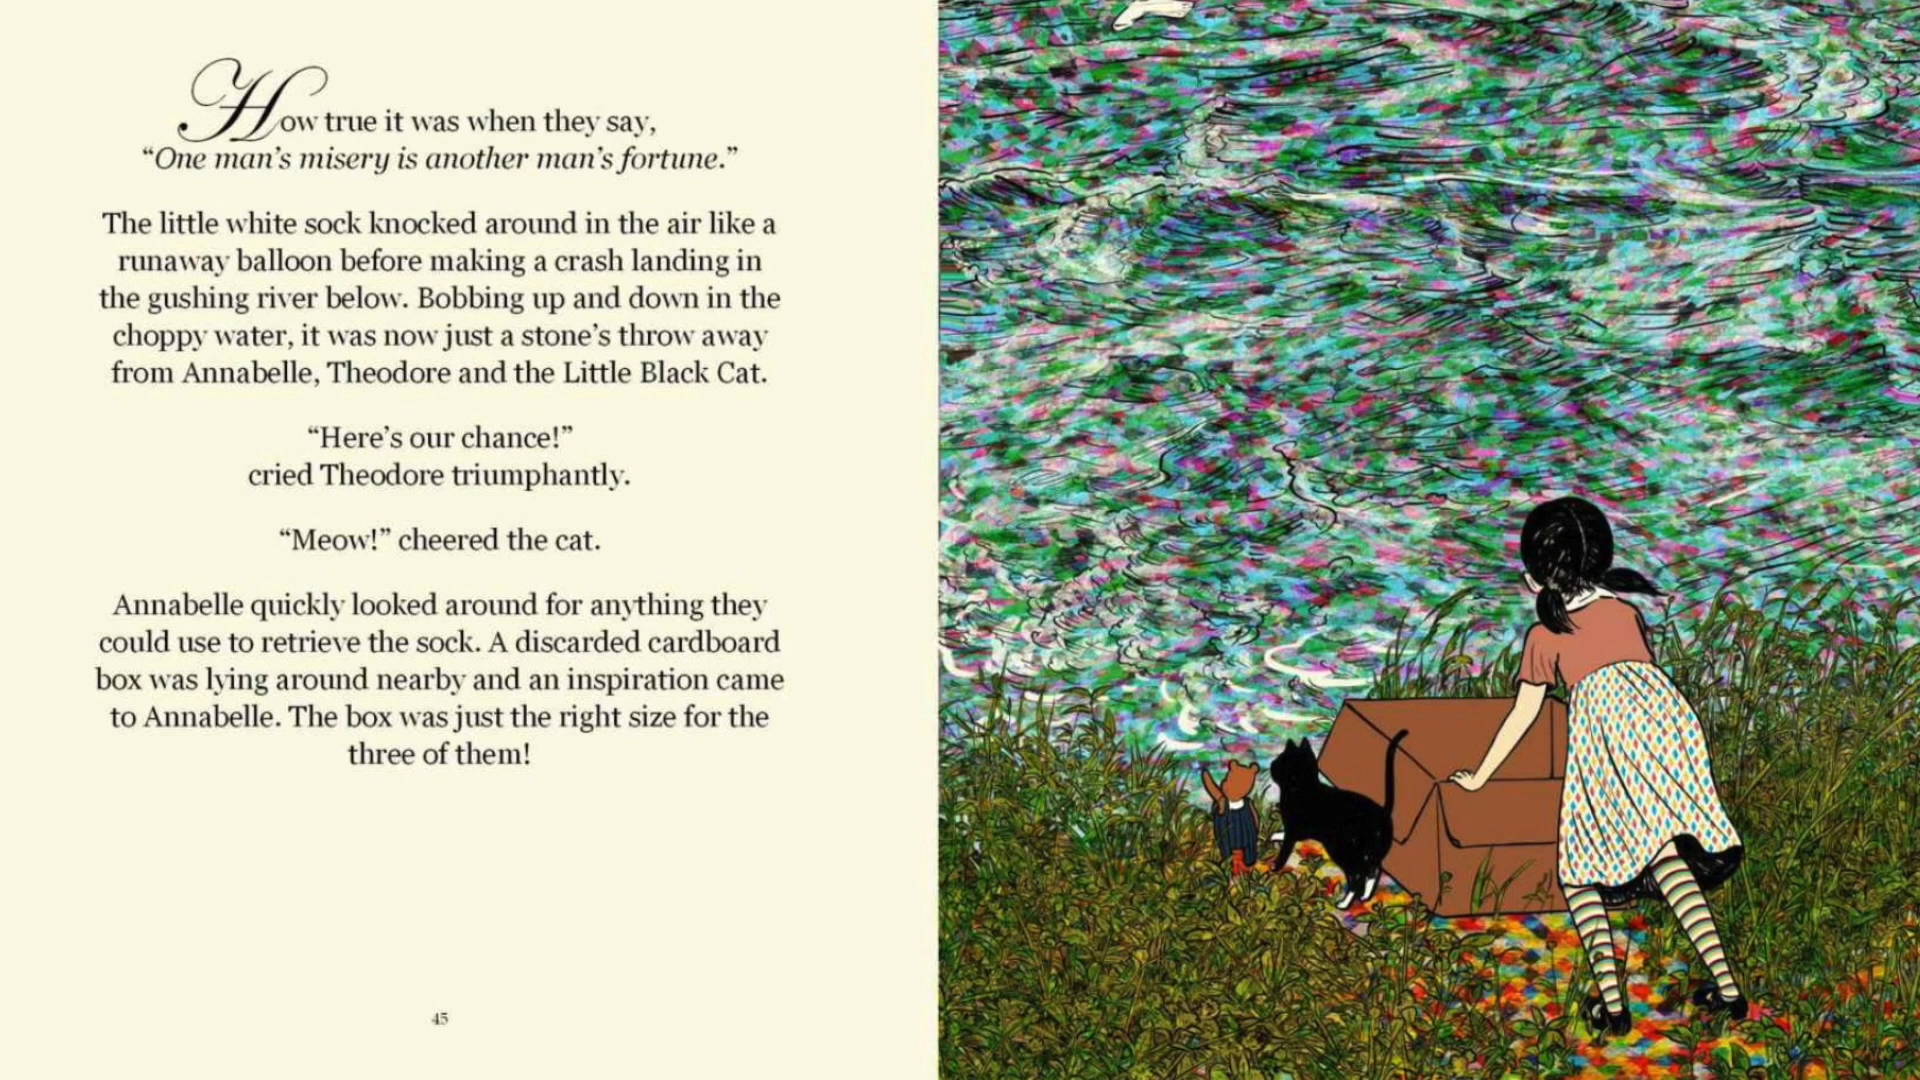 How true it was when they say,
“One man’s misery is another man’s fortune.”
The little white sock knocked around in the air like a
runaway balloon before making a crash landing in
the gushing river below. Bobbing up and down in the
choppy water, it was now just a stone’s throw away
from Annabelle, Theodore and the Little Black Cat.
“Here’s our chance!”
cried Theodore triumphantly.
“Meow!” cheered the cat.
Annabelle quickly looked around for anything they
could use to retrieve the sock. A discarded cardboard
box was lying around nearby and an inspiration came
to Annabelle. The box was just the right size for the
three of them!
45